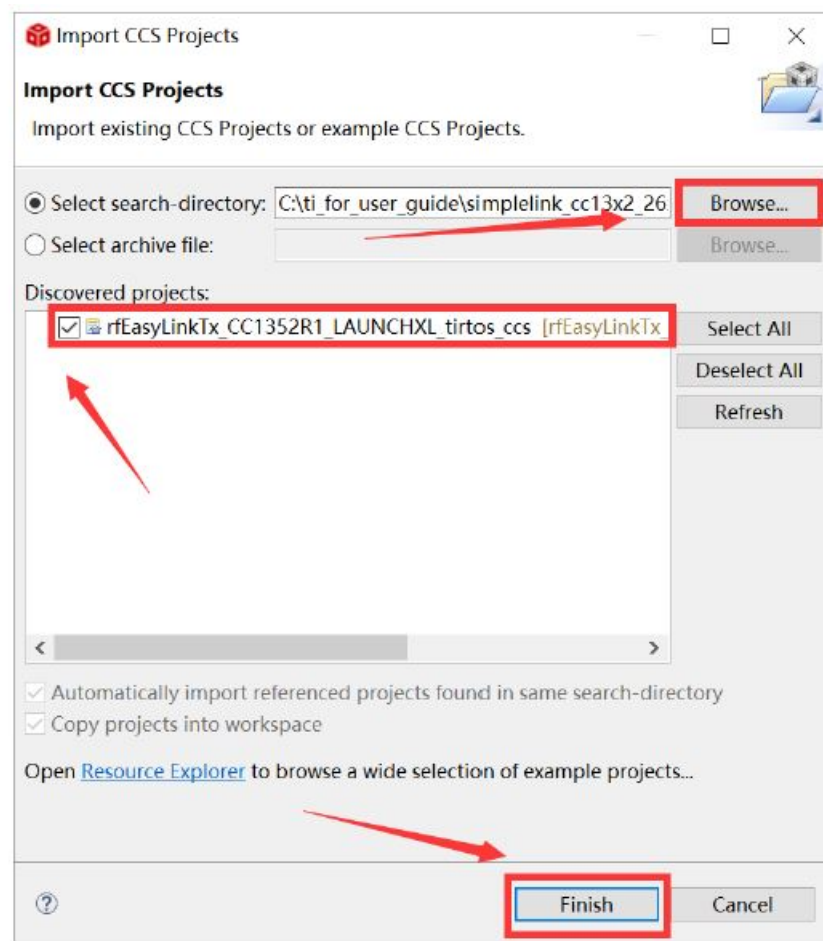 Import CCS Projects
Import CCS Projects
Import existing CCS Projects or example CCS Projects.
Select search-directory: C:\ti_for_user_guide\simplelink_cc13x2_26 Browse...
Select archive file: Browse...
Discovered projects:
rfEasyLinkTx_CC1352R1_LAUNCHXL_tirtos_ccs [rfEasyLinkTx_ Select All
Deselect All
Refresh
Automatically import referenced projects found in same search-directory
Copy projects into workspace
Open Resource Explorer to browse a wide selection of example projects...
Finish Cancel